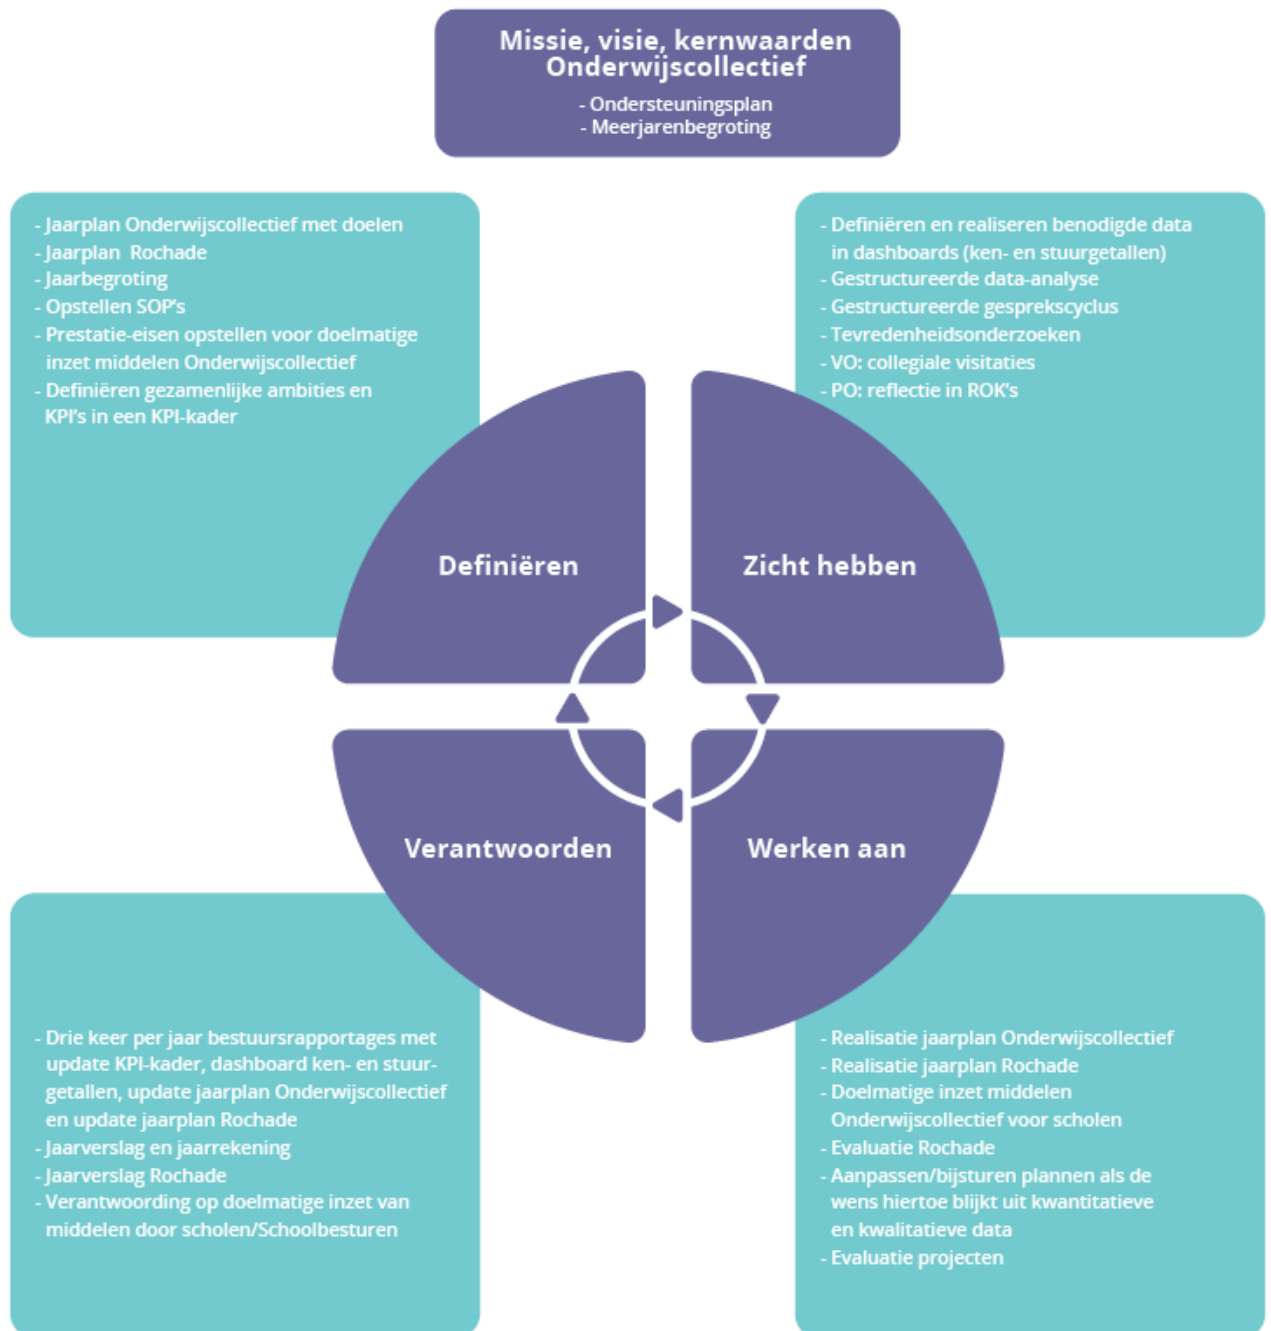 Missie, visie, kernwaarden
Onderwijscollectief
- Ondersteuningsplan
- Meerjarenbegroting
- Jaarplan Onderwijscollectief met doelen
- Jaarplan Rochade
- Jaarbegroting
- Opstellen SOP's
- Prestatie-eisen opstellen voor doelmatige
inzet middelen Onderwijscollectief
- Definiëren gezamenlijke ambities en
KPI's in een KPI-kader
- Definiëren en realiseren benodigde data
in dashboards (ken- en stuurgetallen)
- Gestructureerde data-analyse
- Gestructureerde gesprekscyclus
- Tevredenheidsonderzoeken
- VO: collegiale visitaties
- PO: reflectie in ROK's
Definiëren
Zicht hebben
Verantwoorden
Werken aan
- Drie keer per jaar bestuursrapportages met
update KPI-kader, dashboard ken- en stuur-
getallen, update jaarplan Onderwijscollectief
en update jaarplan Rochade
- Jaarverslag en jaarrekening
- Jaarverslag Rochade
- Verantwoording op doelmatige inzet van
middelen door scholen/Schoolbesturen
- Realisatie jaarplan Onderwijscollectief
- Realisatie jaarplan Rochade
- Doelmatige inzet middelen
Onderwijscollectief voor scholen
- Evaluatie Rochade
- Aanpassen/bijsturen plannen als de
wens hiertoe blijkt uit kwantitatieve
en kwalitatieve data
- Evaluatie projecten